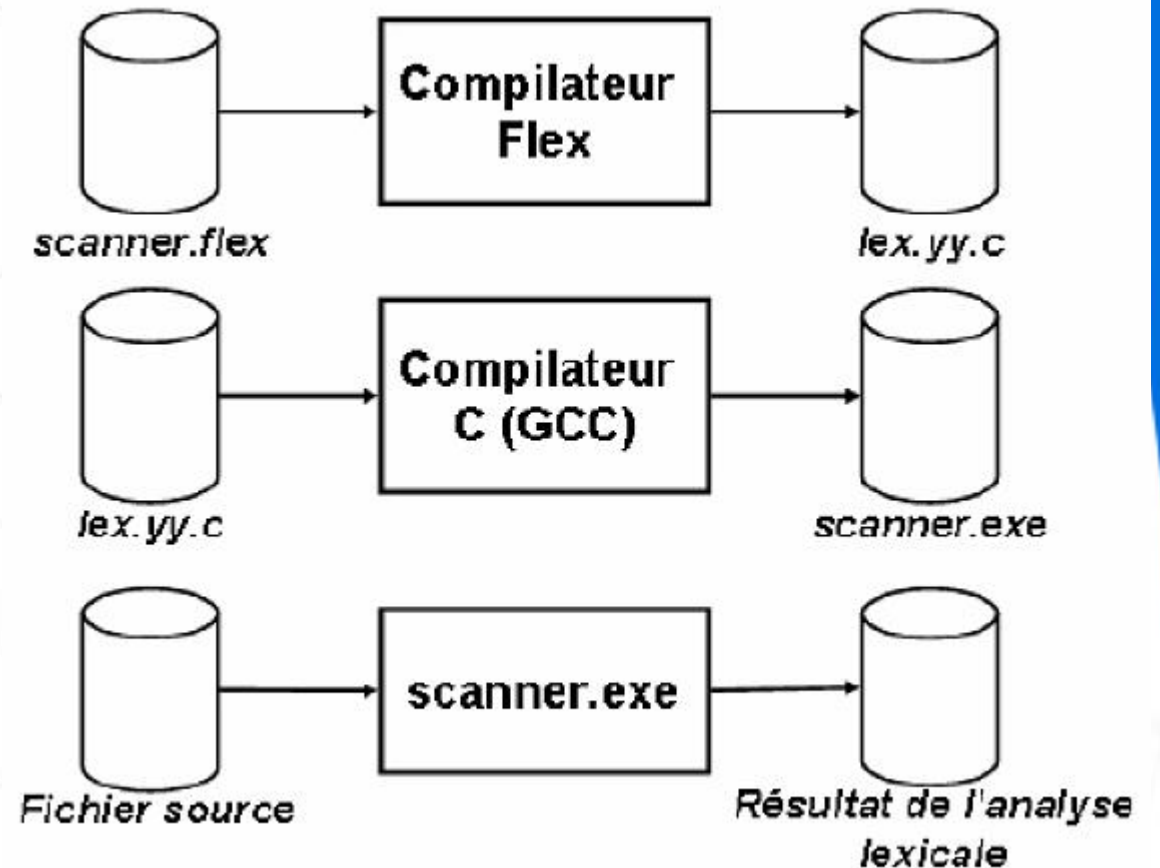 Compilateur
Flex
scanner.flex
lex.yy.c
Compilateur
C (GCC)
lex.yy.c
scanner.exe
scanner.exe
Fichier source
Résultat de l'analyse
lexicale